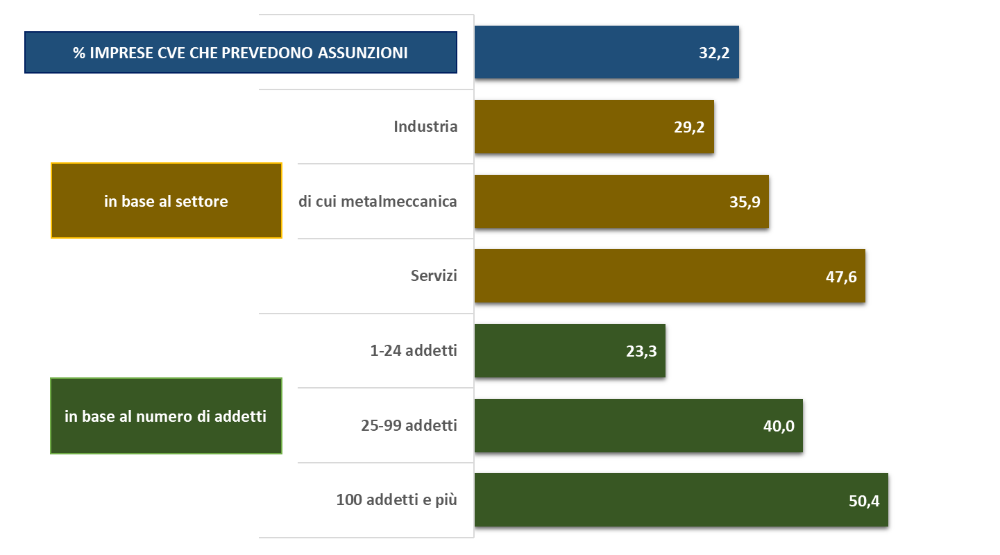 % IMPRESE CVE CHE PREVEDONO ASSUNZIONI
32,2
Industria
29,2
in base al settore
di cui metalmeccanica
35,9
Servizi
47,6
1-24 addetti
23,3
in base al numero di addetti
25-99 addetti
40,0
100 addetti e più
50,4